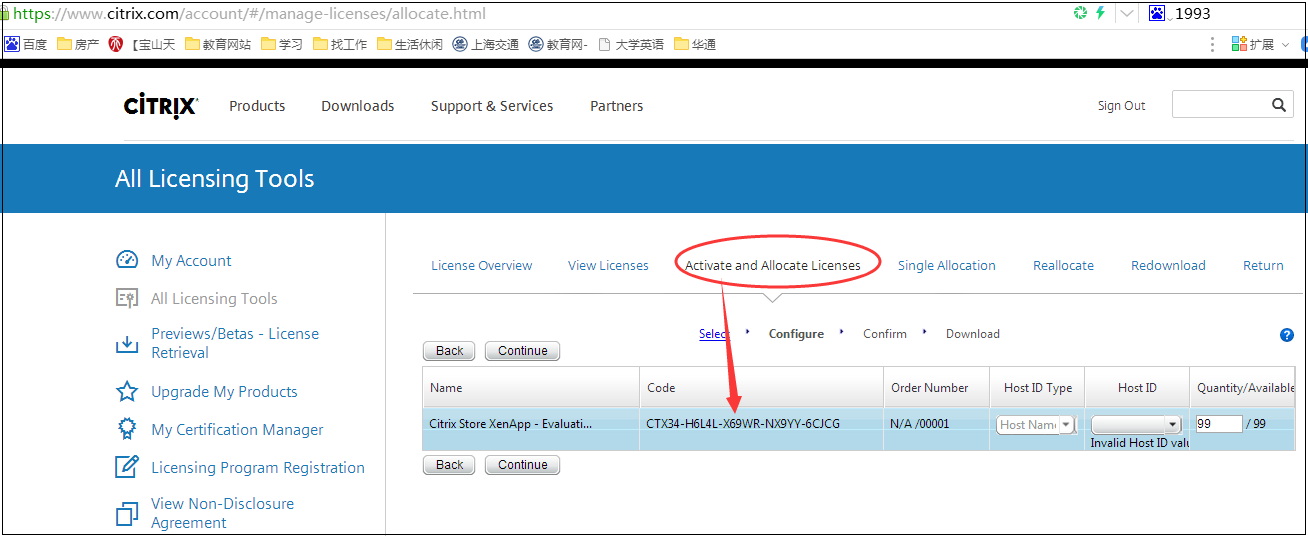 https://www.citrix.com/account/#/manage-licenses/allocate.html 1993
百度 房产 【宝山天 教育网站 学习 找工作 生活休闲 上海交通 教育网- 大学英语 华通 扩展
CİTRIX Products Downloads Support & Services Partners Sign Out
All Licensing Tools
My Account
All Licensing Tools
Previews/Betas - License
Retrieval
Upgrade My Products
My Certification Manager
Licensing Program Registration
View Non-Disclosure
Agreement
License Overview View Licenses Activate and Allocate Licenses Single Allocation Reallocate Redownload Return
Select Configure Confirm Download ?
Back Continue
Name Code Order Number Host ID Type Host ID Quantity/Available
Citrix Store XenApp - Evaluati... CTX34-H6L4L-X69WR-NX9YY-6CJCG N/A /00001 Host Name 99 / 99
Invalid Host ID valu
Back Continue